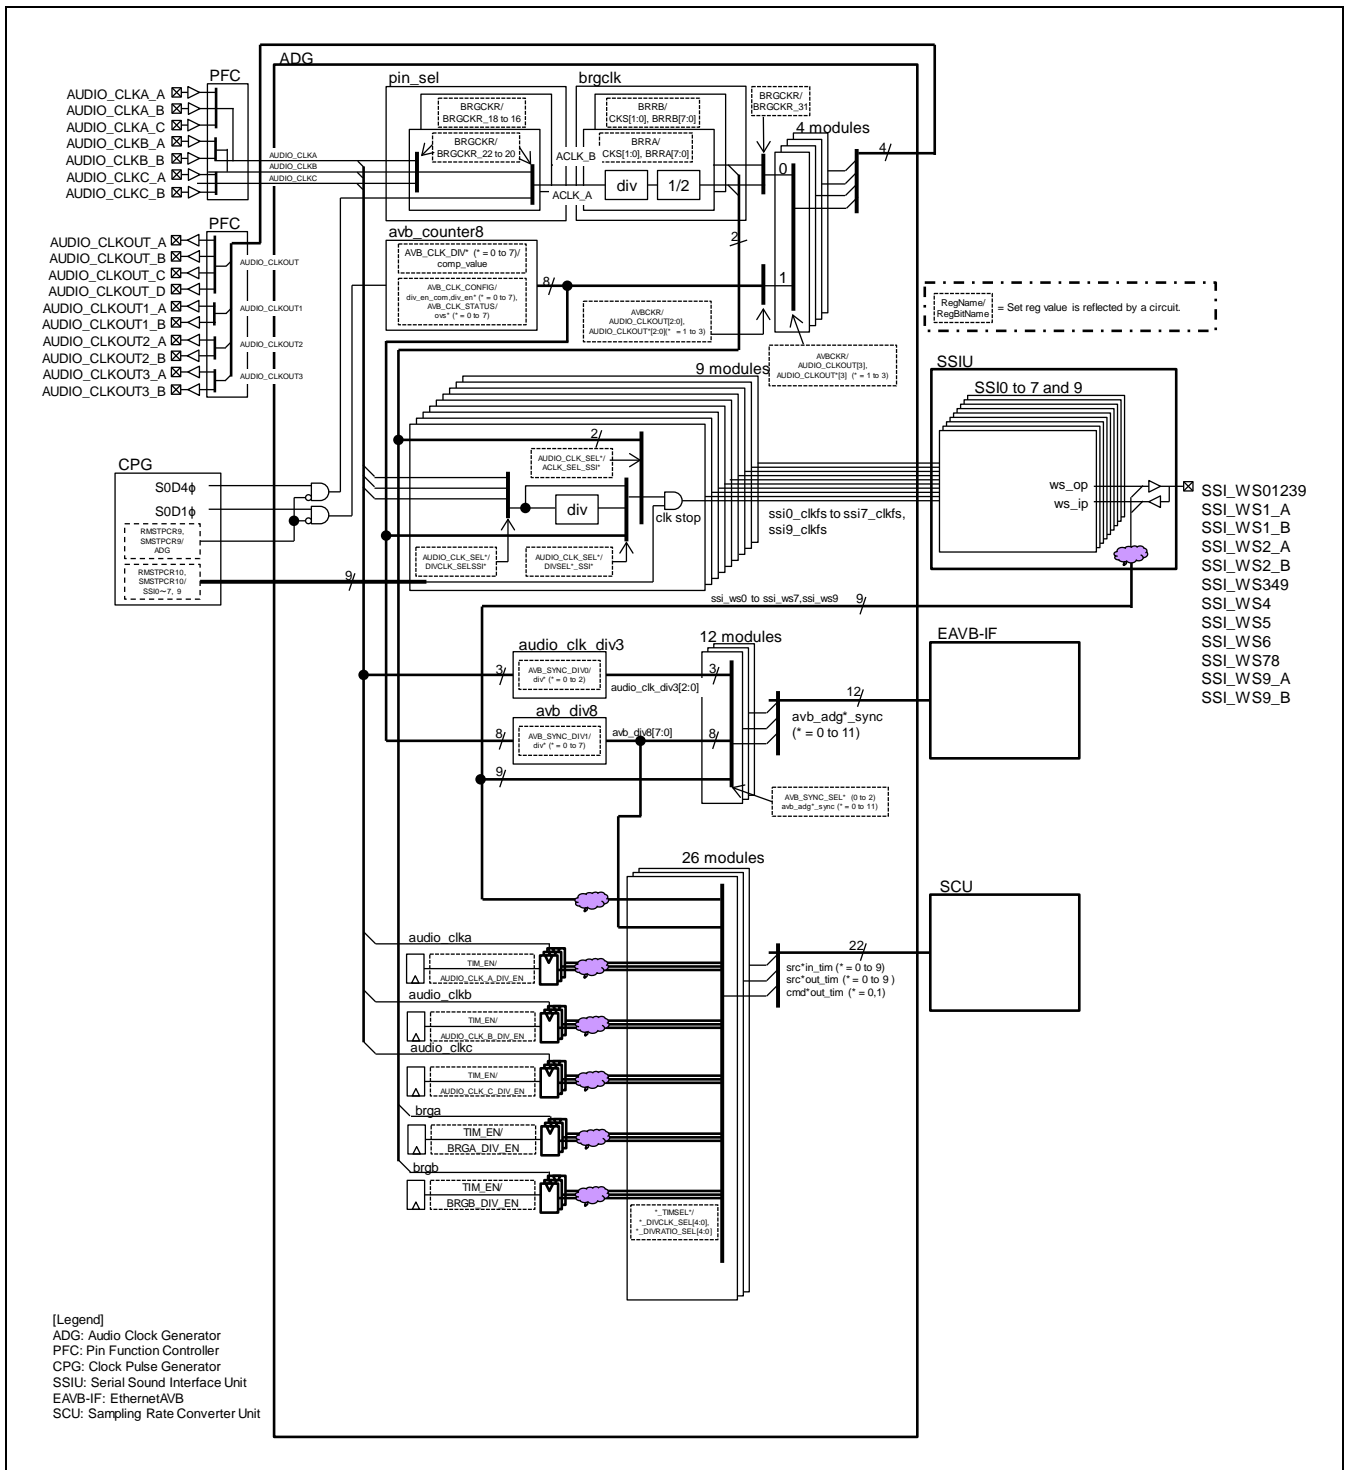 ADG
PFC
AUDIO_CLKA_A
AUDIO_CLKA_B
AUDIO_CLKA_C
AUDIO_CLKB_A
AUDIO_CLKB_B
AUDIO_CLKC_A
AUDIO_CLKC_B
AUDIO_CLKA
AUDIO_CLKB
AUDIO_CLKC
pin_sel
BRGCKR/
BRGCKR_18 to 16
BRGCKR/
BRGCKR_22 to 20
ACLK_B
ACLK_A
brgclk
BRRB/
CKS[1:0], BRRB[7:0]
BRRA/
CKS[1:0], BRRA[7:0]
div
1/2
BRGCKR/
BRGCKR_31
4 modules
0
1
4
2
PFC
AUDIO_CLKOUT_A
AUDIO_CLKOUT_B
AUDIO_CLKOUT_C
AUDIO_CLKOUT_D
AUDIO_CLKOUT1_A
AUDIO_CLKOUT1_B
AUDIO_CLKOUT2_A
AUDIO_CLKOUT2_B
AUDIO_CLKOUT3_A
AUDIO_CLKOUT3_B
AUDIO_CLKOUT
AUDIO_CLKOUT1
AUDIO_CLKOUT2
AUDIO_CLKOUT3
avb_counter8
AVB_CLK_DIV* (* = 0 to 7)/
comp_value
AVB_CLK_CONFIG/
div_en_com,div_en* (* = 0 to 7),
AVB_CLK_STATUS/
ovs* (* = 0 to 7)
8
AVBCKR/
AUDIO_CLKOUT[2:0],
AUDIO_CLKOUT*[2:0](* = 1 to 3)
AVBCKR/
AUDIO_CLKOUT[3],
AUDIO_CLKOUT*[3] (* = 1 to 3)
RegName/
RegBitName
= Set reg value is reflected by a circuit.
9 modules
2
AUDIO_CLK_SEL*/
ACLK_SEL_SSI*
div
clk stop
AUDIO_CLK_SEL*/
DIVCLK_SELSSI*
AUDIO_CLK_SEL*/
DIVSEL*_SSI*
CPG
S0D4ϕ
S0D1ϕ
RMSTPCR9/
SMSTPCR9/
ADG
RMSTPCR10,
SMSTPCR10/
SSI0~7, 9
9
ssi0_clkfs to ssi7_clkfs,
ssi9_clkfs
SSIU
SSI0 to 7 and 9
ws_op
ws_ip
SSI_WS01239
SSI_WS1_A
SSI_WS1_B
SSI_WS2_A
SSI_WS2_B
SSI_WS349
SSI_WS4
SSI_WS5
SSI_WS6
SSI_WS78
SSI_WS9_A
SSI_WS9_B
ssi_ws0 to ssi_ws7,ssi_ws9
9
audio_clk_div3
3
AVB_SYNC_DIV0/
div* (* = 0 to 2)
audio_clk_div3[2:0]
avb_div8
8
AVB_SYNC_DIV1/
div* (* = 0 to 7)
avb_div8[7:0]
9
12 modules
3
8
AVB_SYNC_SEL* (0 to 2)
avb_adg*_sync (* = 0 to 11)
12
avb_adg*_sync
(* = 0 to 11)
EAVB-IF
26 modules
22
src*in_tim (* = 0 to 9)
src*out_tim (* = 0 to 9 )
cmd*out_tim (* = 0,1)
SCU
audio_clka
TIM_EN/
AUDIO_CLK_A_DIV_EN
audio_clkb
TIM_EN/
AUDIO_CLK_B_DIV_EN
audio_clkc
TIM_EN/
AUDIO_CLK_C_DIV_EN
brga
TIM_EN/
BRGA_DIV_EN
brgb
TIM_EN/
BRGB_DIV_EN
*_TIMSEL*/
*_DIVCLK_SEL[4:0],
*_DIVRATIO_SEL[4:0]
[Legend]
ADG: Audio Clock Generator
PFC: Pin Function Controller
CPG: Clock Pulse Generator
SSIU: Serial Sound Interface Unit
EAVB-IF: EthernetAVB
SCU: Sampling Rate Converter Unit